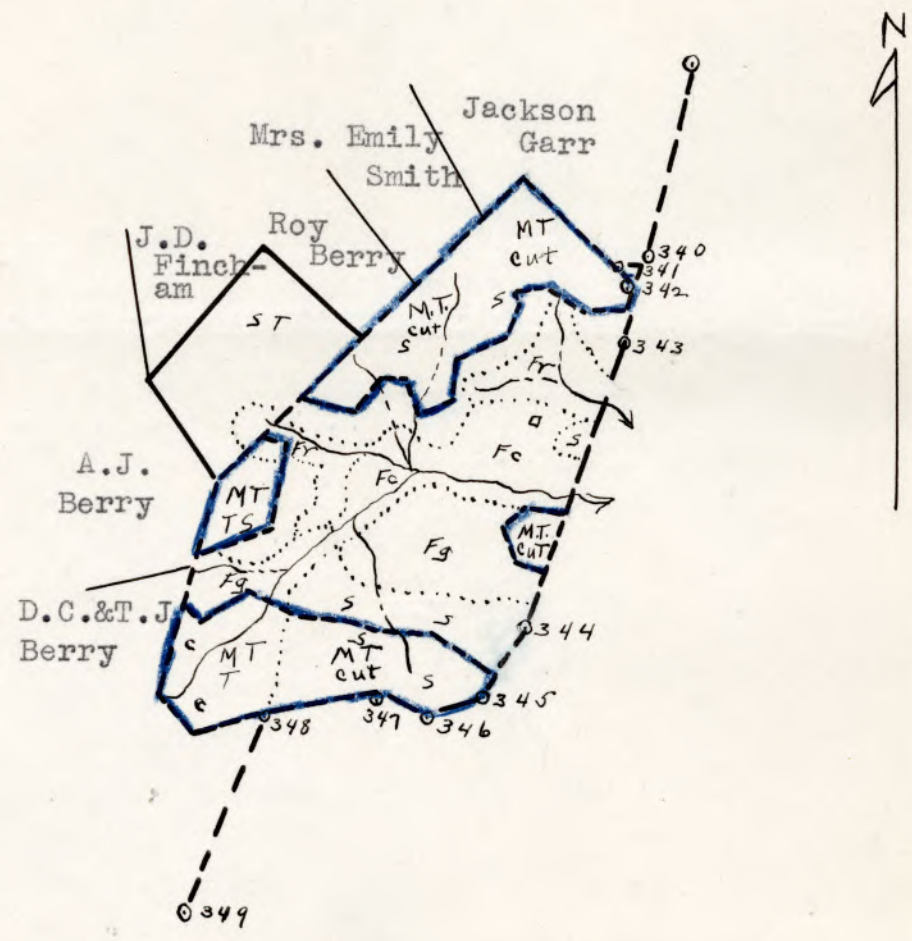 N
Jackson
Garr
Mrs. Emily
Smith
Roy
Berry
J.D.
Finch-
am
MT
cut
340
341
342
343
S T
M.T.
cut
S
S
Fr
S
Fc
Fr
Fc
A.J.
Berry
MT
TS
M.T.
CUT
Fg
Fg
D.C.&T.J.
Berry
S
S
344
c
MT
T
S
MT
cut
S
345
c
348
347
346
349